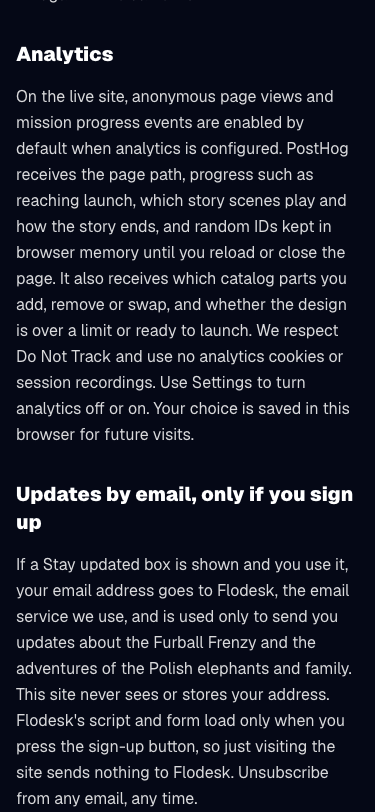 Analytics
On the live site, anonymous page views and
mission progress events are enabled by
default when analytics is configured. PostHog
receives the page path, progress such as
reaching launch, which story scenes play and
how the story ends, and random IDs kept in
browser memory until you reload or close the
page. It also receives which catalog parts you
add, remove or swap, and whether the design
is over a limit or ready to launch. We respect
Do Not Track and use no analytics cookies or
session recordings. Use Settings to turn
analytics off or on. Your choice is saved in this
browser for future visits.
Updates by email, only if you sign
up
If a Stay updated box is shown and you use it,
your email address goes to Flodesk, the email
service we use, and is used only to send you
updates about the Furball Frenzy and the
adventures of the Polish elephants and family.
This site never sees or stores your address.
Flodesk's script and form load only when you
press the sign-up button, so just visiting the
site sends nothing to Flodesk. Unsubscribe
from any email, any time.